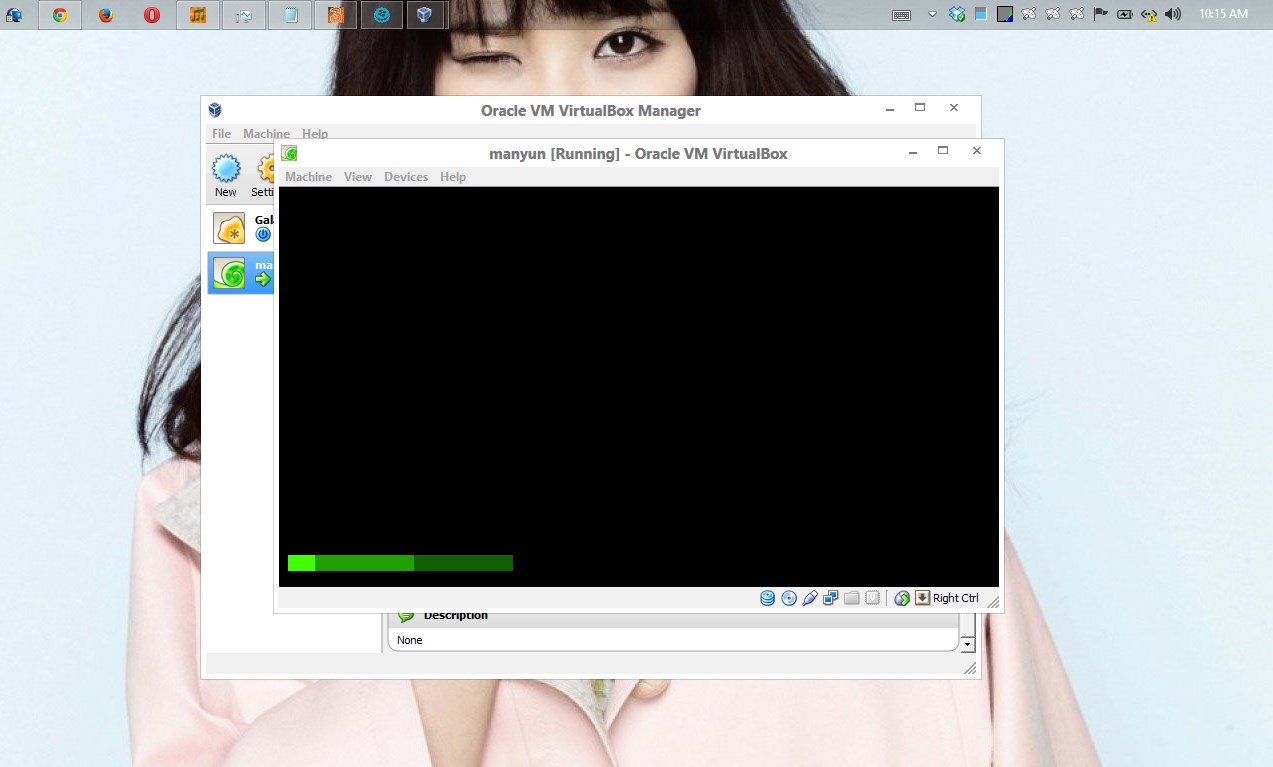 10:15 AM
Oracle VM VirtualBox Manager
File Machine Help
manyun [Running] - Oracle VM VirtualBox
Machine View Devices Help
New Setti
Gal
ma
Right Ctrl
Description
None